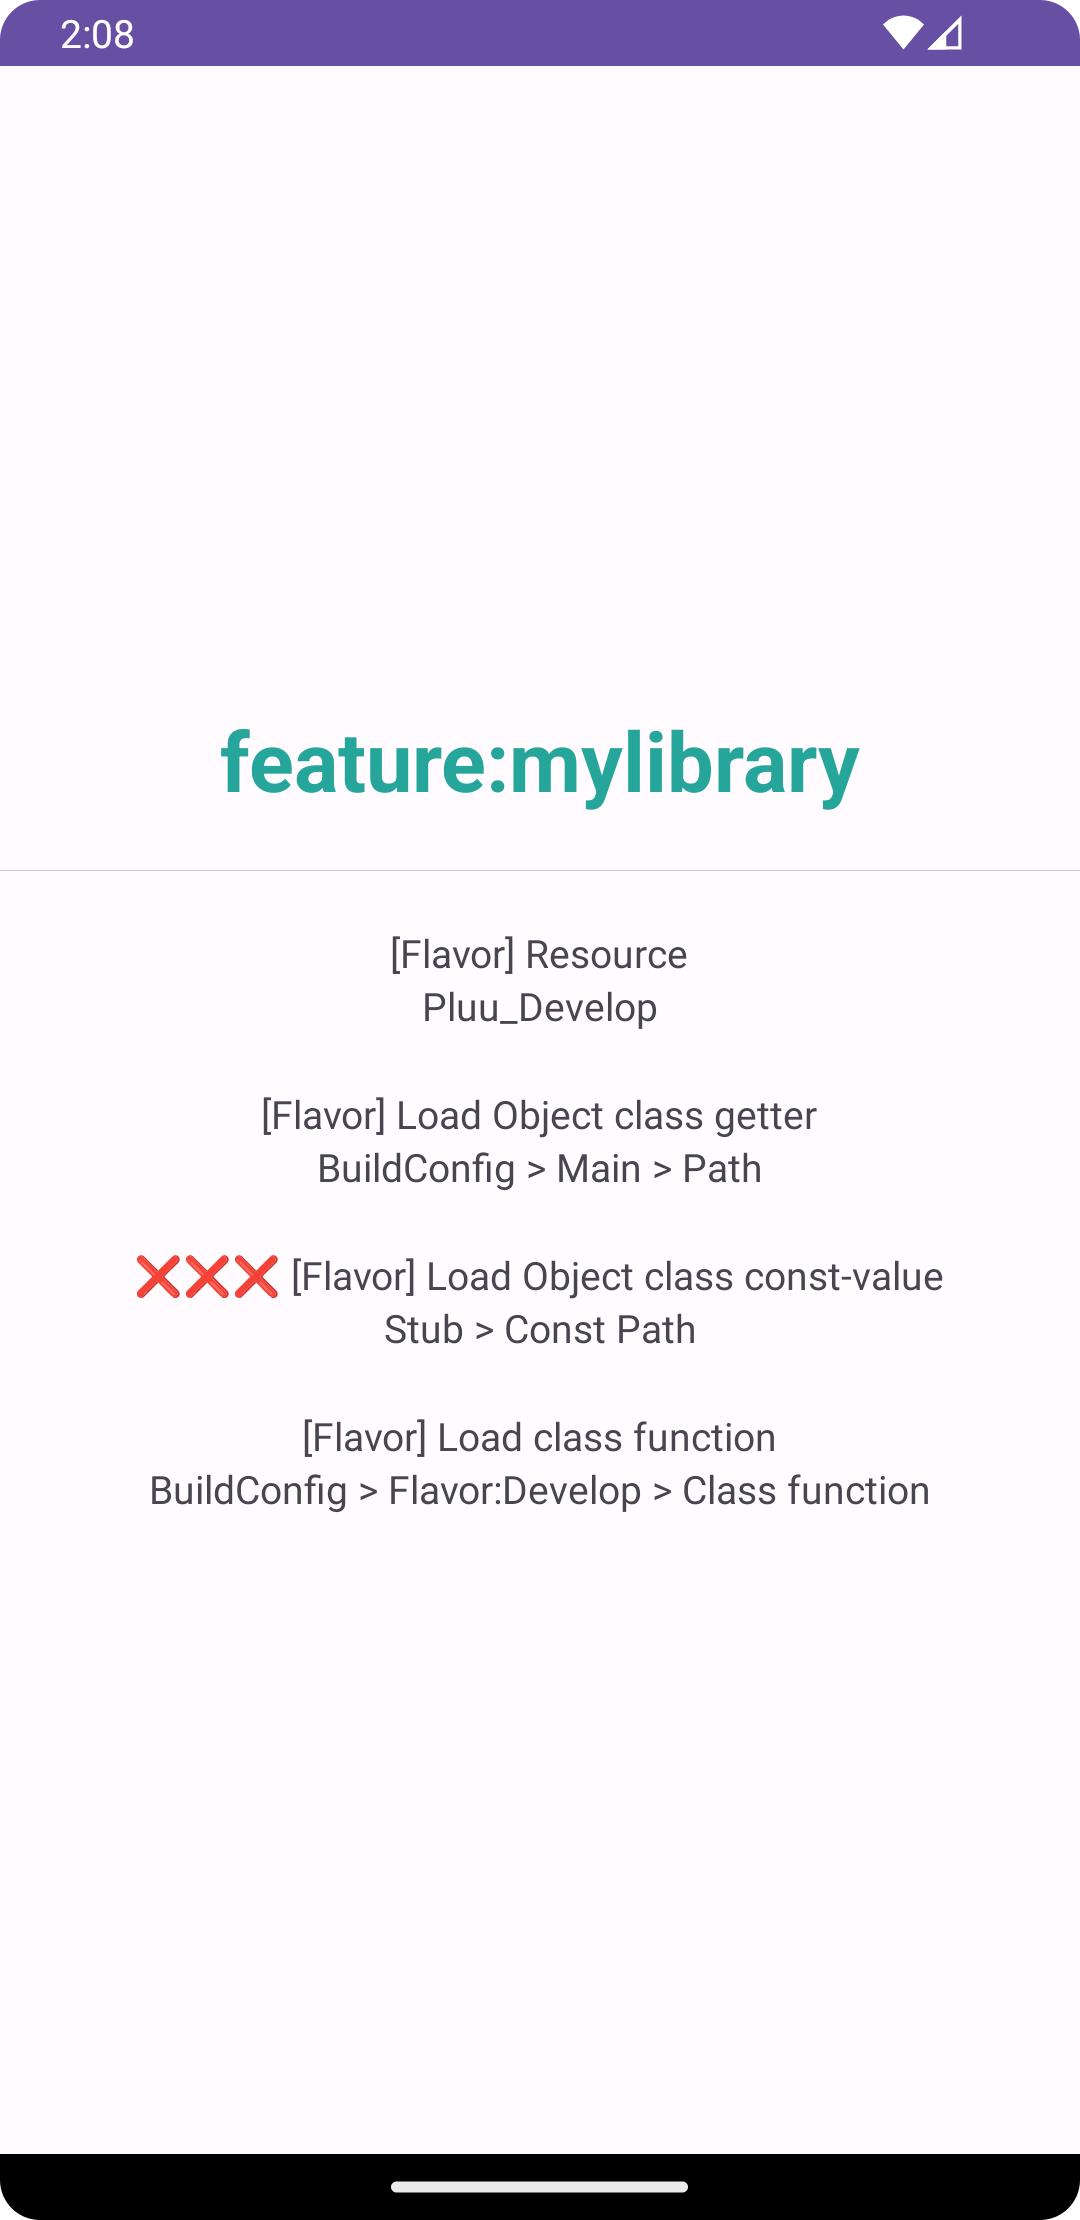 2:08
feature:mylibrary
[Flavor] Resource
Pluu_Develop
[Flavor] Load Object class getter
BuildConfig > Main > Path
❌❌❌ [Flavor] Load Object class const-value
Stub > Const Path
[Flavor] Load class function
BuildConfig > Flavor:Develop > Class function